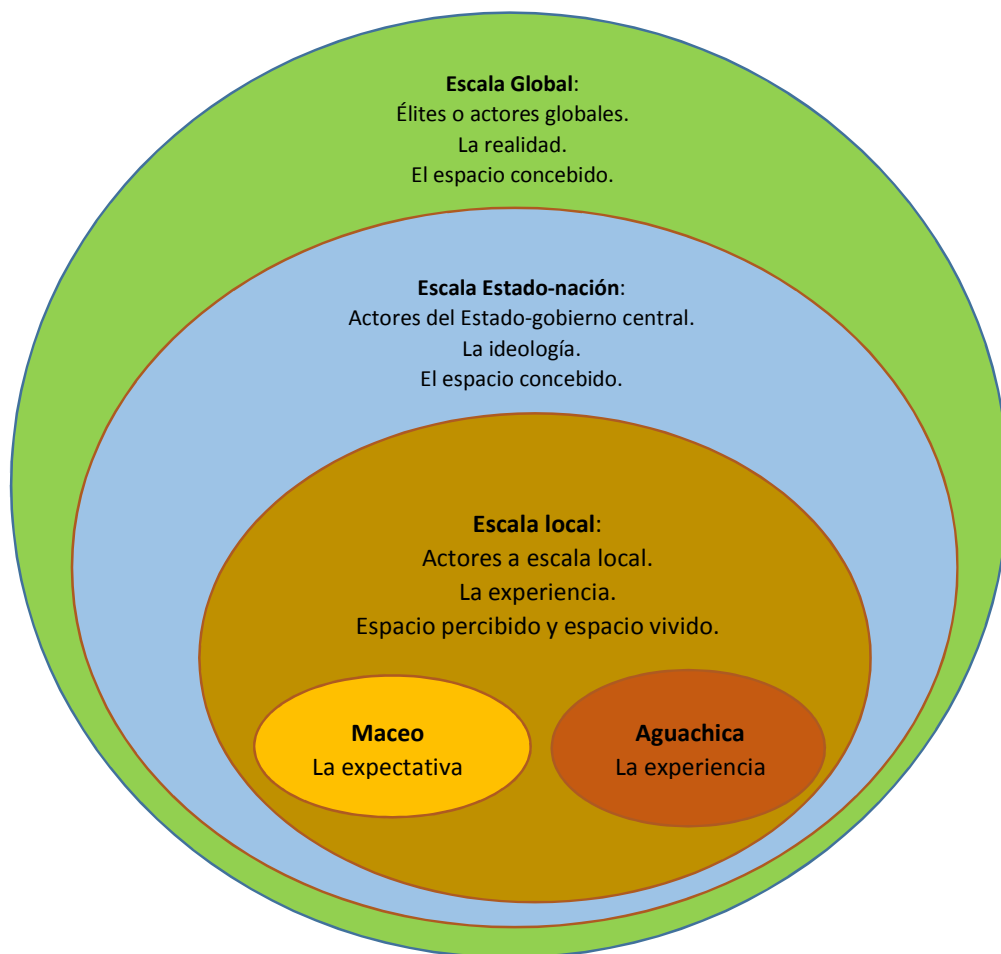 Escala Global:
Élites o actores globales.
La realidad.
El espacio concebido.
Escala Estado-nación:
Actores del Estado-gobierno central.
La ideología.
El espacio concebido.
Escala local:
Actores a escala local.
La experiencia.
Espacio percibido y espacio vivido.
Maceo
La expectativa
Aguachica
La experiencia